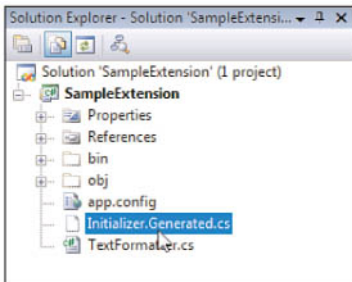 Solution Explorer - Solution 'SampleExtensi...
Solution 'SampleExtension' (1 project)
SampleExtension
Properties
References
bin
obj
app.config
Initializer.Generated.cs
TextFormatter.cs